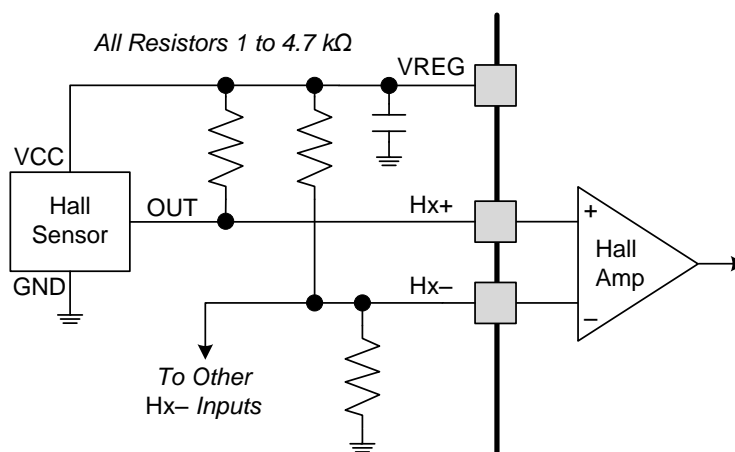 All Resistors 1 to 4.7 kΩ
VREG
VCC
Hall
Sensor
OUT
GND
Hx+
Hx–
+
–
Hall
Amp
To Other
Hx– Inputs